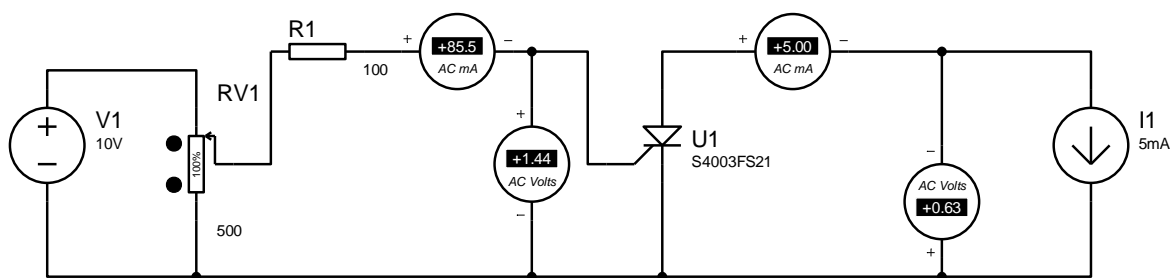 R1
100
+
+85.5
AC mA
−
+
+5.00
AC mA
−
RV1
V1
10V
+
−
100%
500
+
+1.44
AC Volts
−
U1
S4003FS21
−
AC Volts
+0.63
+
I1
5mA